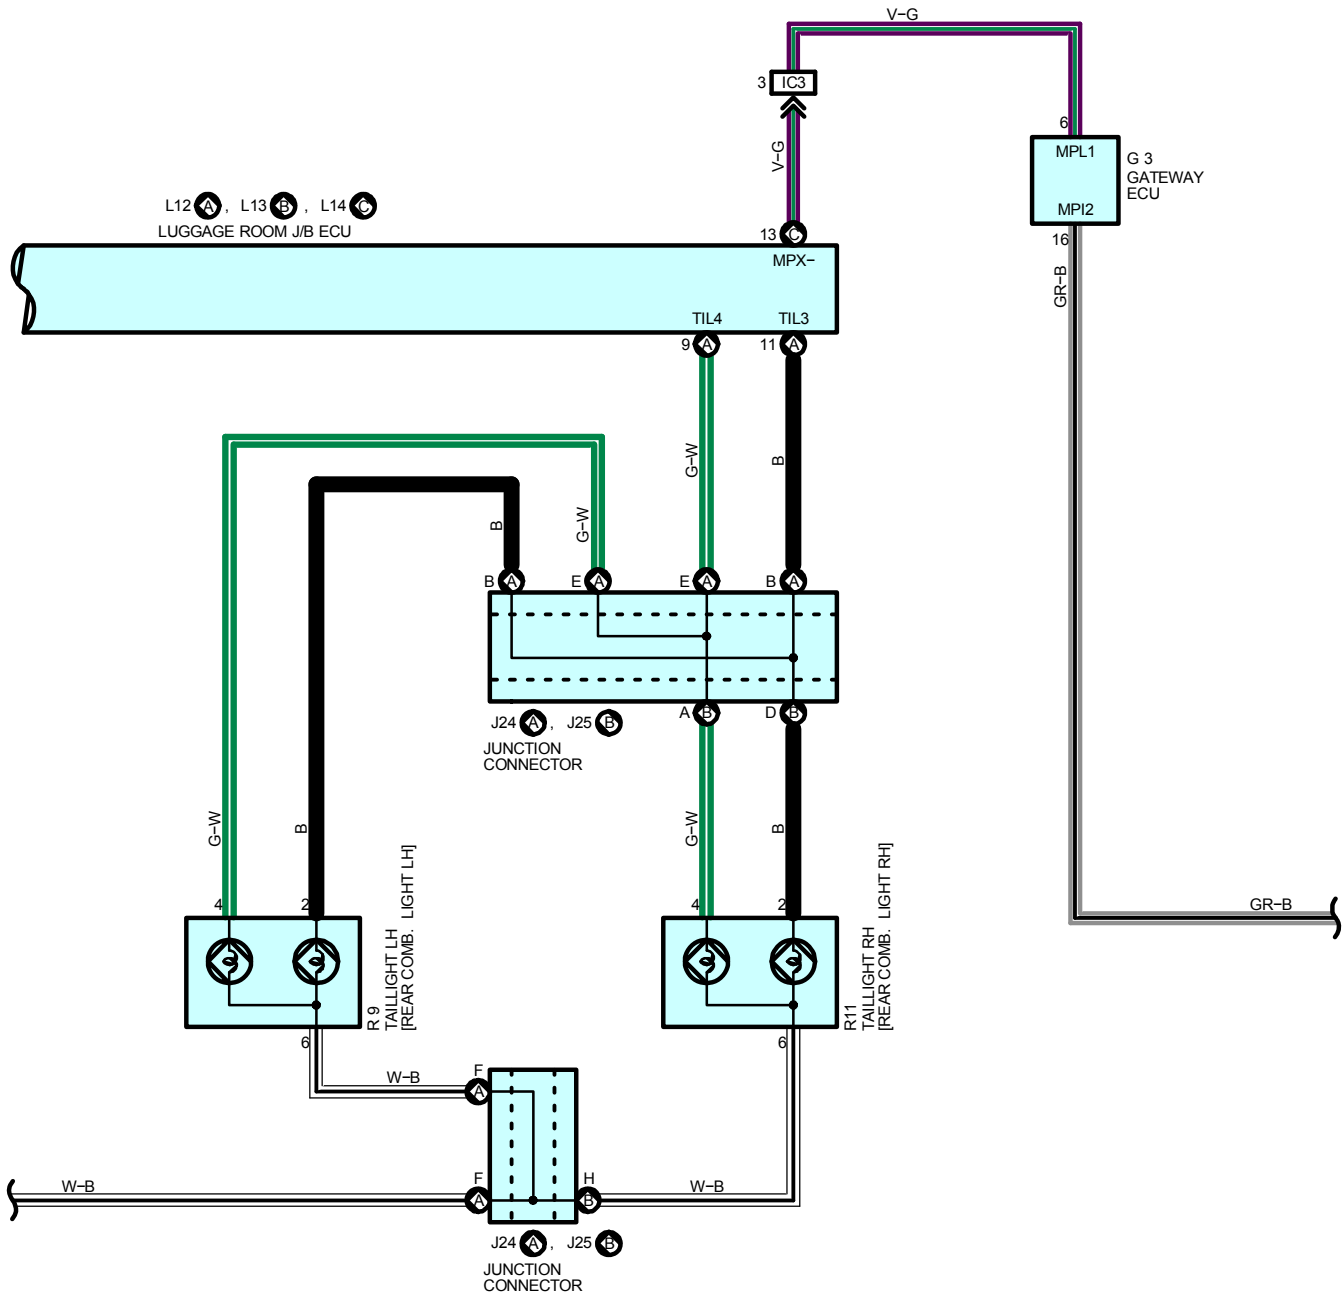 V-G
3 IC3
V-G
6
MPL1
G 3
GATEWAY
ECU
MPI2
16
GR-B
L12 A , L13 B , L14 C
LUGGAGE ROOM J/B ECU
13 C
MPX-
TIL4 TIL3
9 A 11 A
G-W B
B G-W
B A E A E A B A
A B D B
J24 A , J25 B
JUNCTION
CONNECTOR
G-W B G-W B
4 2 4 2
R 9
TAILLIGHT LH
[REAR COMB. LIGHT LH]
R11
TAILLIGHT RH
[REAR COMB. LIGHT RH]
GR-B
6 6
W-B F
A
W-B F
A
H
B W-B
J24 A , J25 B
JUNCTION
CONNECTOR